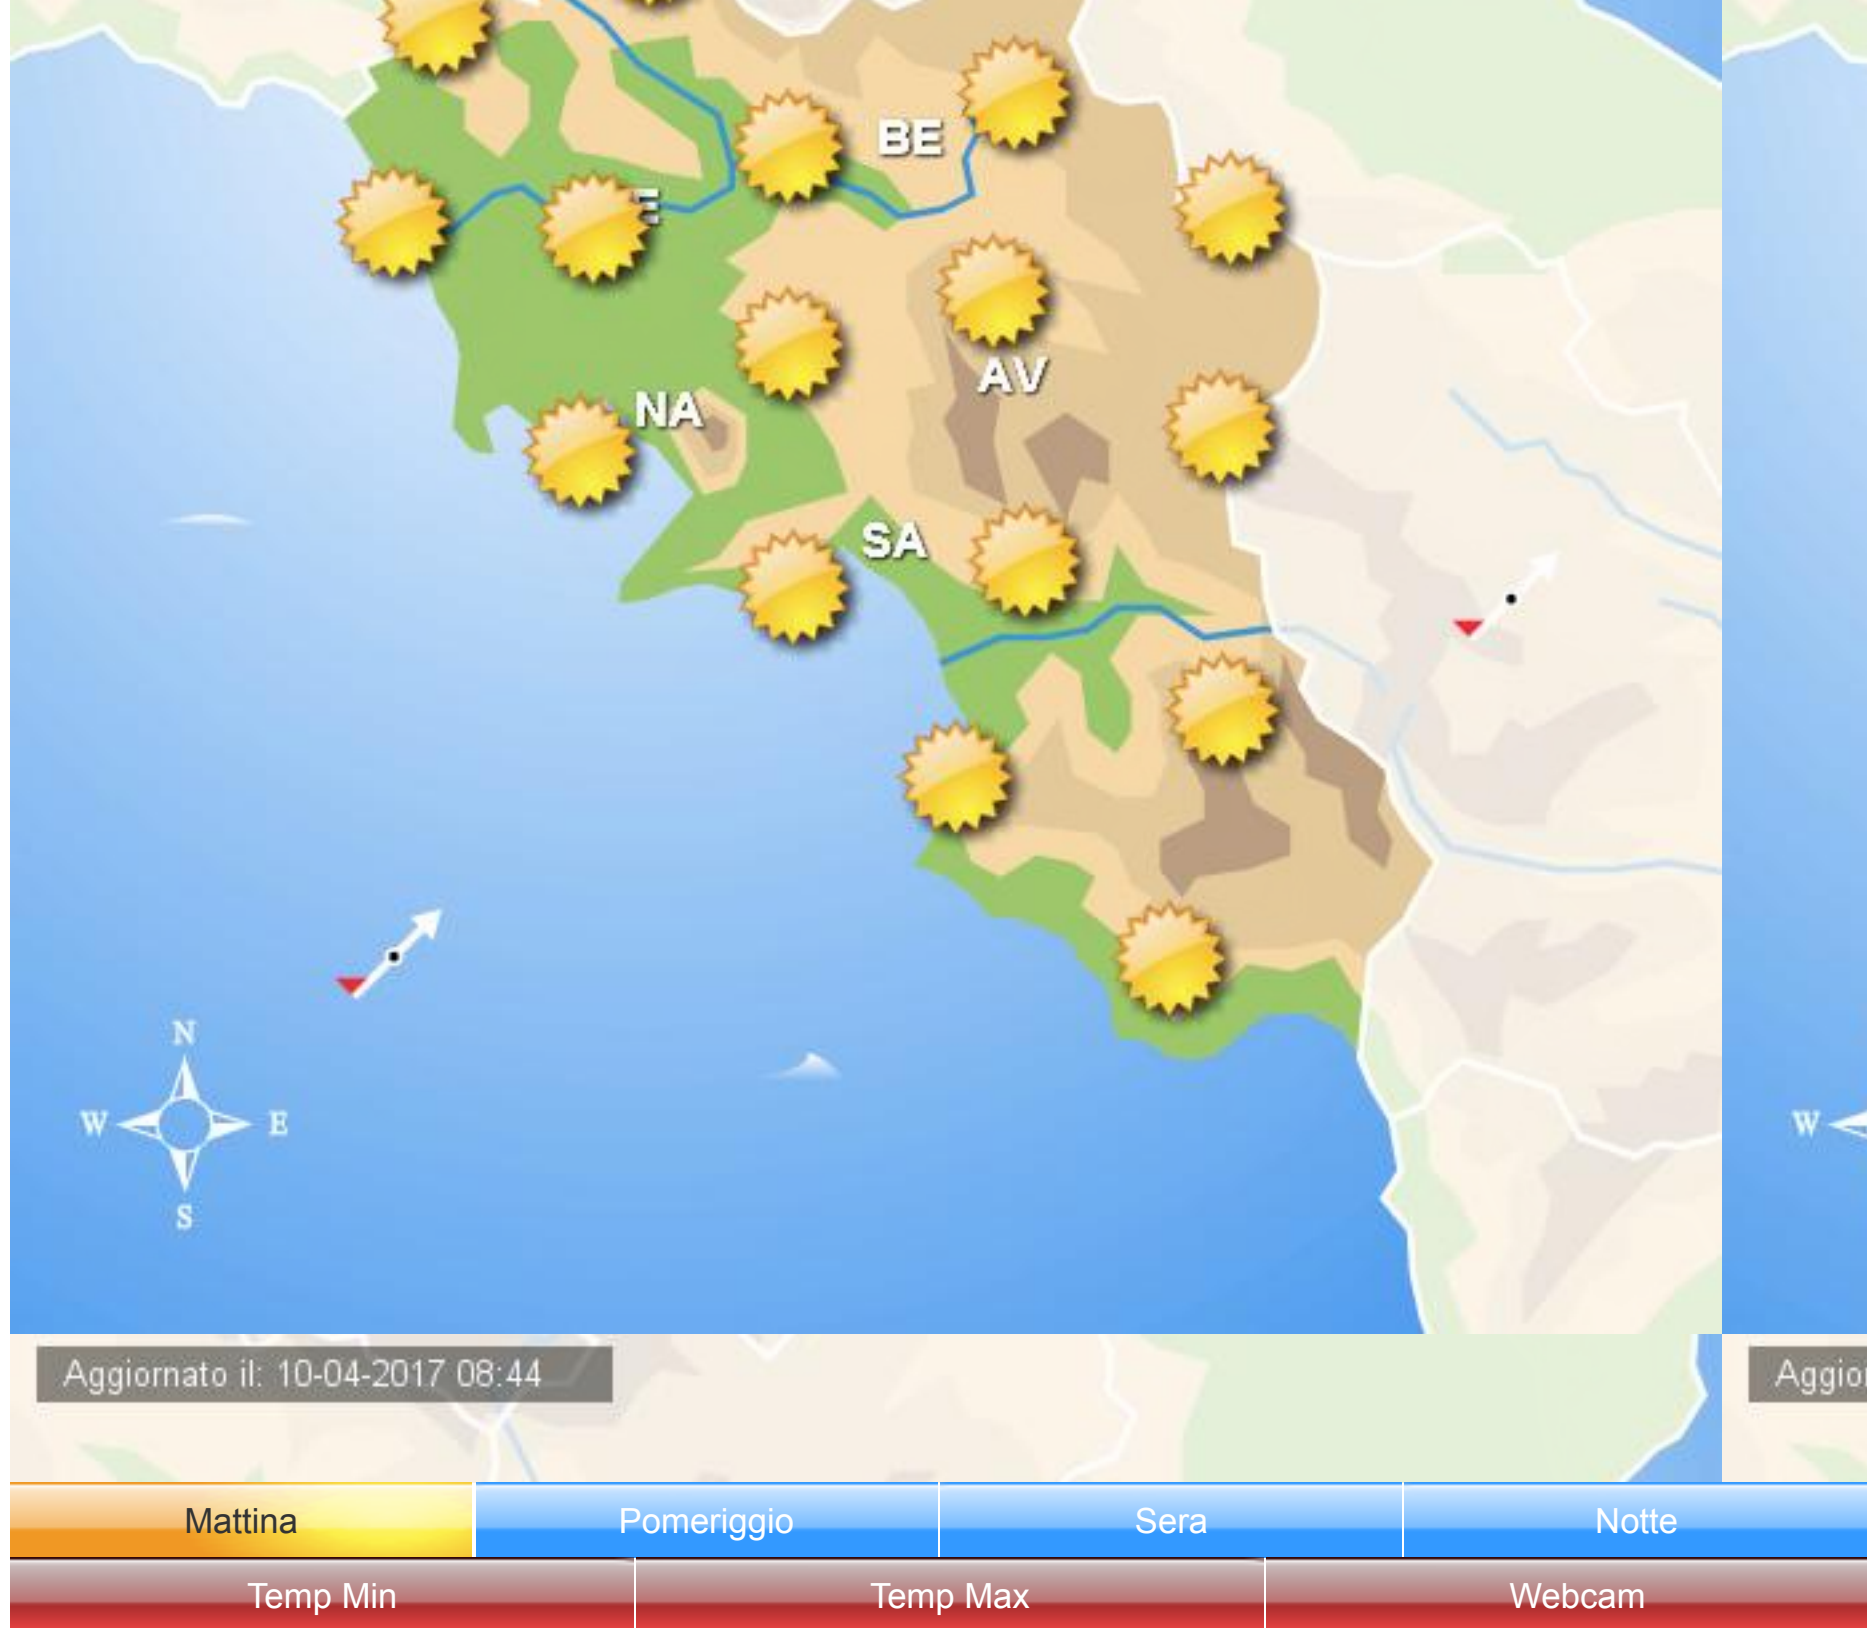 BE
E
AV
NA
SA
N
W E
S
W
Aggiornato il: 10-04-2017 08:44
Aggio
Mattina Pomeriggio Sera Notte
Temp Min Temp Max Webcam